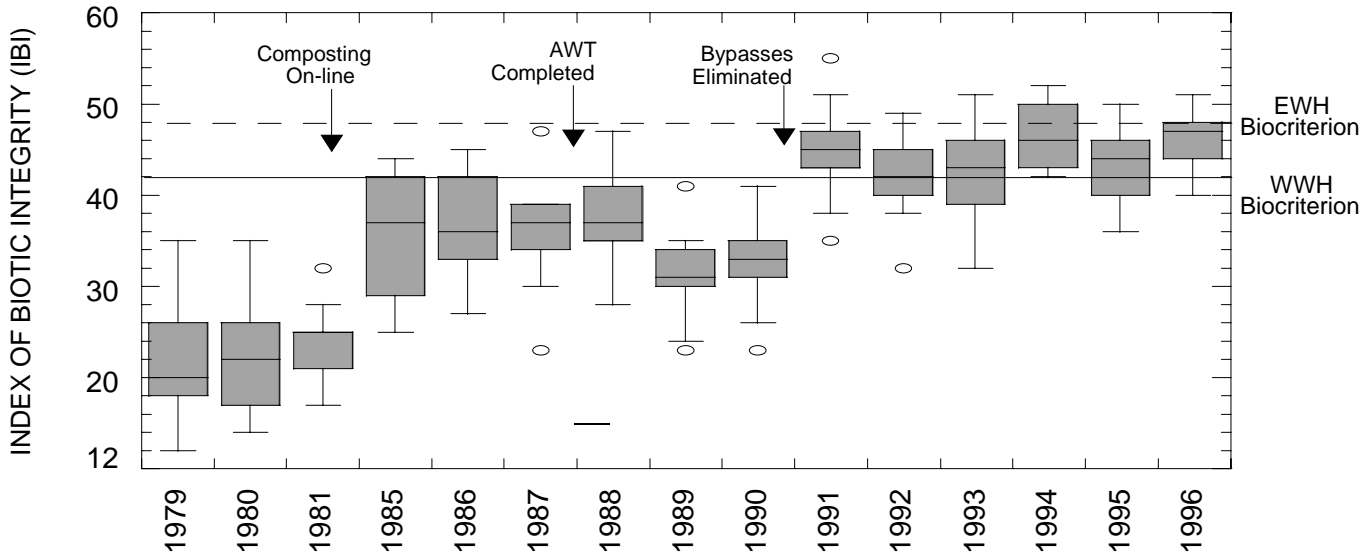 INDEX OF BIOTIC INTEGRITY (IBI)
60
50
40
30
20
12
Composting
On-line
AWT
Completed
Bypasses
Eliminated
EWH
Biocriterion
WWH
Biocriterion
1979
1980
1981
1985
1986
1987
1988
1989
1990
1991
1992
1993
1994
1995
1996